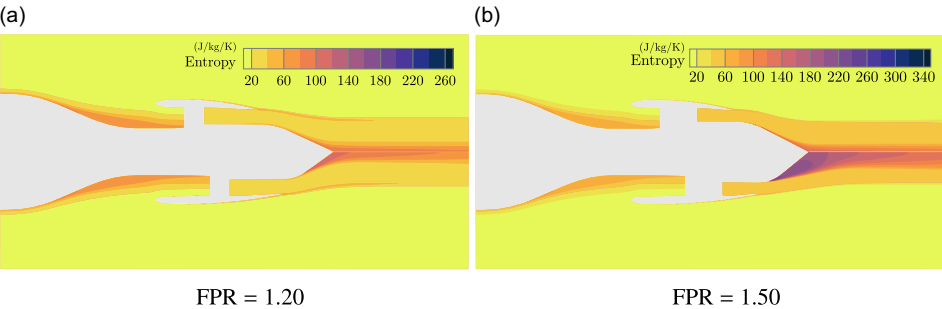 (a)
(b)
(J/kg/K)
Entropy
20 60 100 140 180 220 260
(J/kg/K)
Entropy
20 60 100 140 180 220 260 300 340
FPR = 1.20
FPR = 1.50